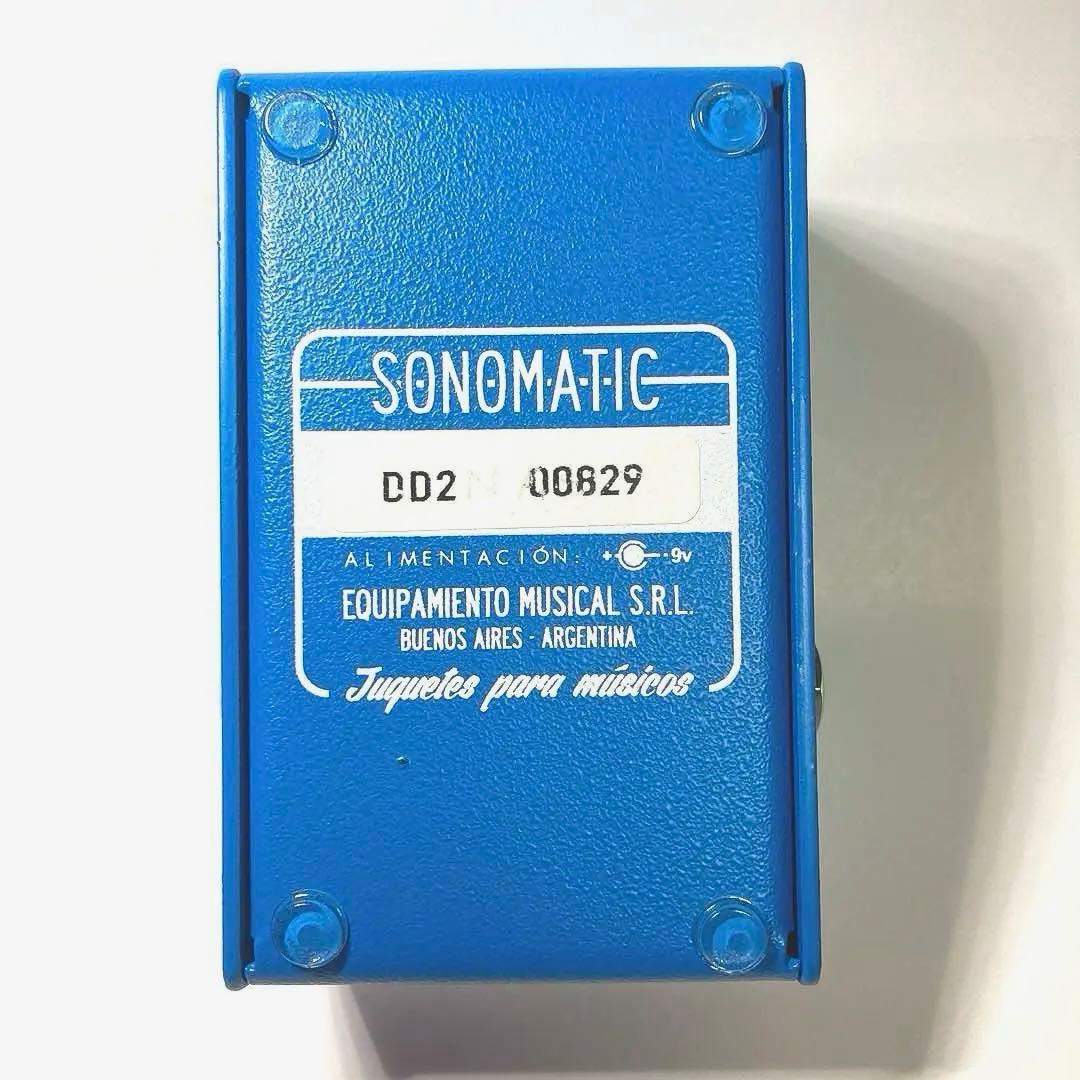 SONOMATIC
DD2 00829
ALIMENTACIÓN: + - 9v
EQUIPAMIENTO MUSICAL S.R.L.
BUENOS AIRES - ARGENTINA
Juguetes para músicos